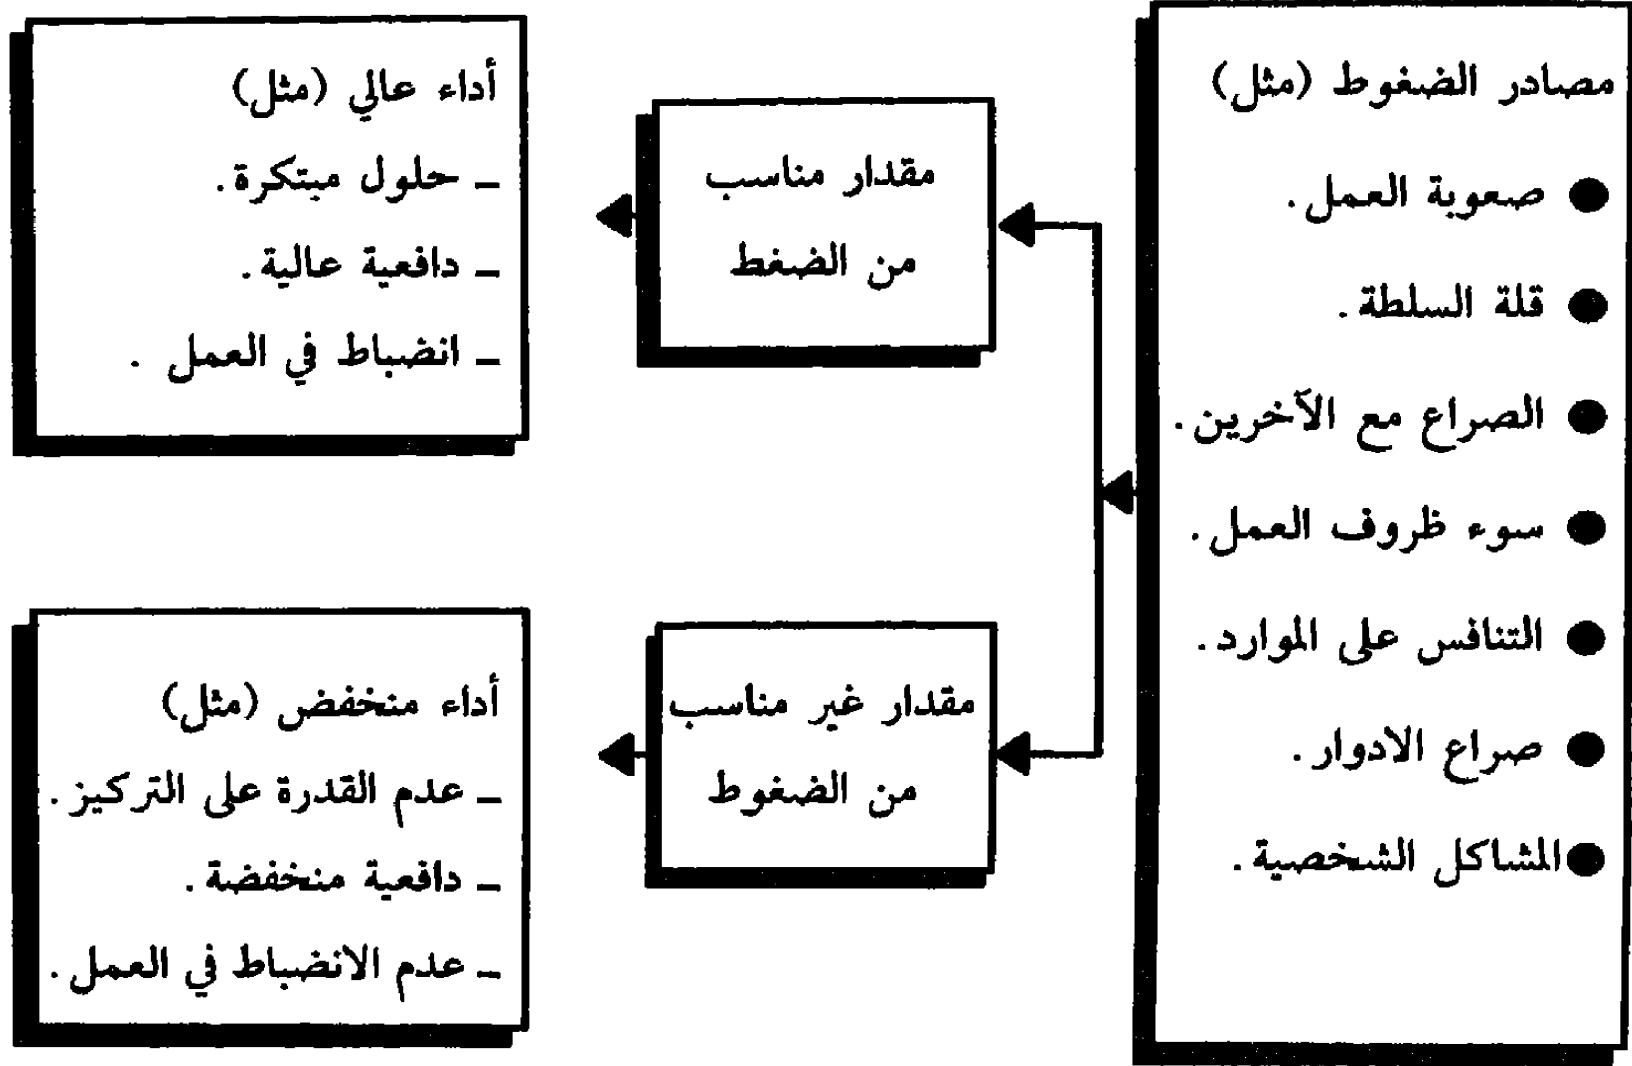 مصادر الضغوط (مثل)
● صعوبة العمل.
● قلة السلطة.
● الصراع مع الآخرين.
● سوء ظروف العمل.
● التنافس على الموارد.
● صراع الادوار.
● المشاكل الشخصية.
مقدار مناسب
من الضغط
أداء عالي (مثل)
_ حلول مبتكرة.
_ دافعية عالية.
_ انضباط في العمل .
مقدار غير مناسب
من الضغوط
أداء منخفض (مثل)
_ عدم القدرة على التركيز.
_ دافعية منخفضة.
_ عدم الانضباط في العمل.